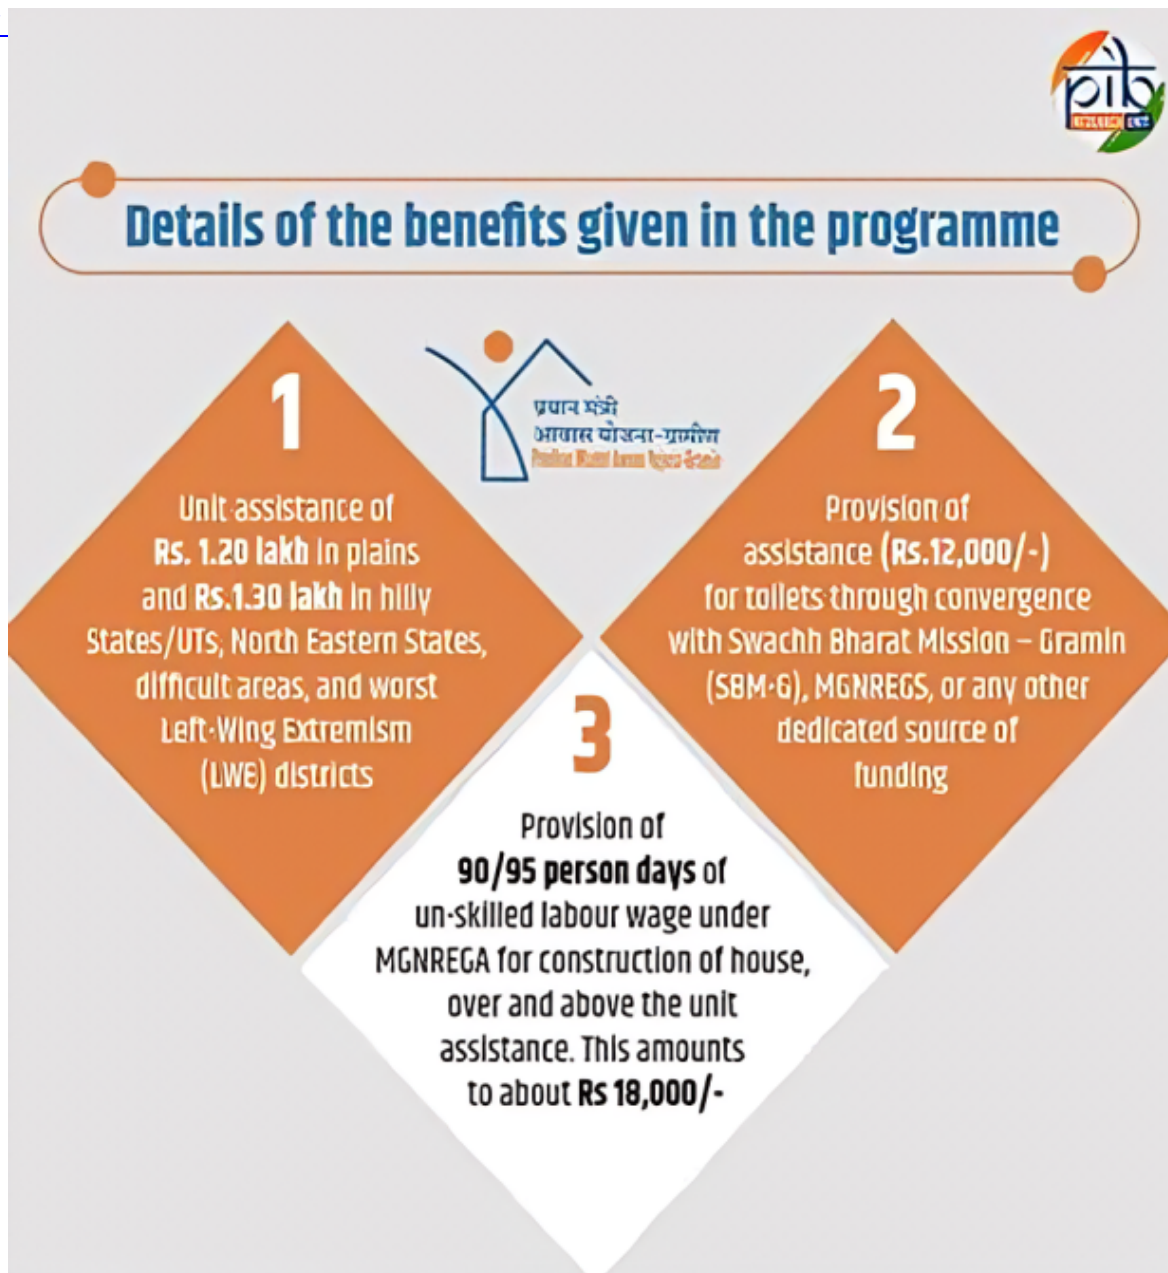 pib
Details of the benefits given in the programme
प्रधान मंत्री
आवास योजना-ग्रामीण
1
Unit assistance of
Rs. 1.20 lakh in plains
and Rs.1.30 lakh in hilly
States/UTs, North Eastern States,
difficult areas, and worst
Left-Wing Extremism
(LWE) districts
2
Provision of
assistance (Rs.12,000/-)
for toilets through convergence
with Swachh Bharat Mission – Gramin
(SBM-G), MGNREGS, or any other
dedicated source of
funding
3
Provision of
90/95 person days of
un-skilled labour wage under
MGNREGA for construction of house,
over and above the unit
assistance. This amounts
to about Rs 18,000/-